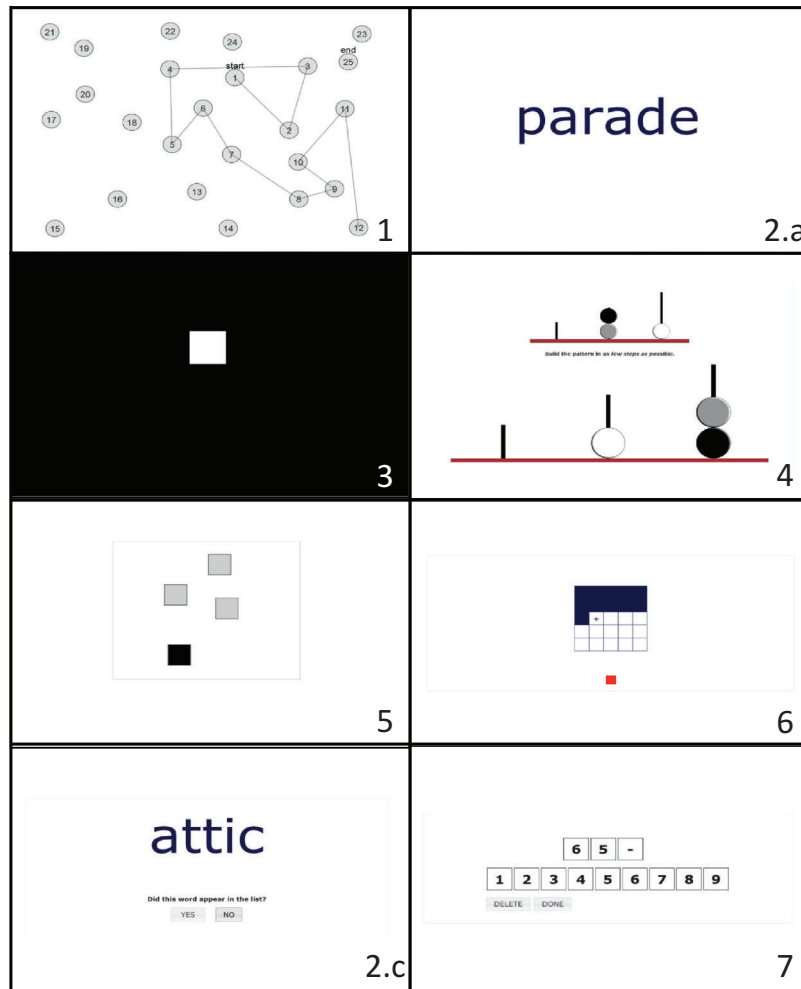 21 22 23
19 24
end
start
25
4 3
1
20 6 11
17 18
2
5
7
10
13 9
16 8
15 14 12
1
parade
2.a
3
Build the pattern in as few steps as possible.
4
5
+
6
attic
Did this word appear in the list?
YES NO
2.c
6 5 -
1 2 3 4 5 6 7 8 9
DELETE DONE
7